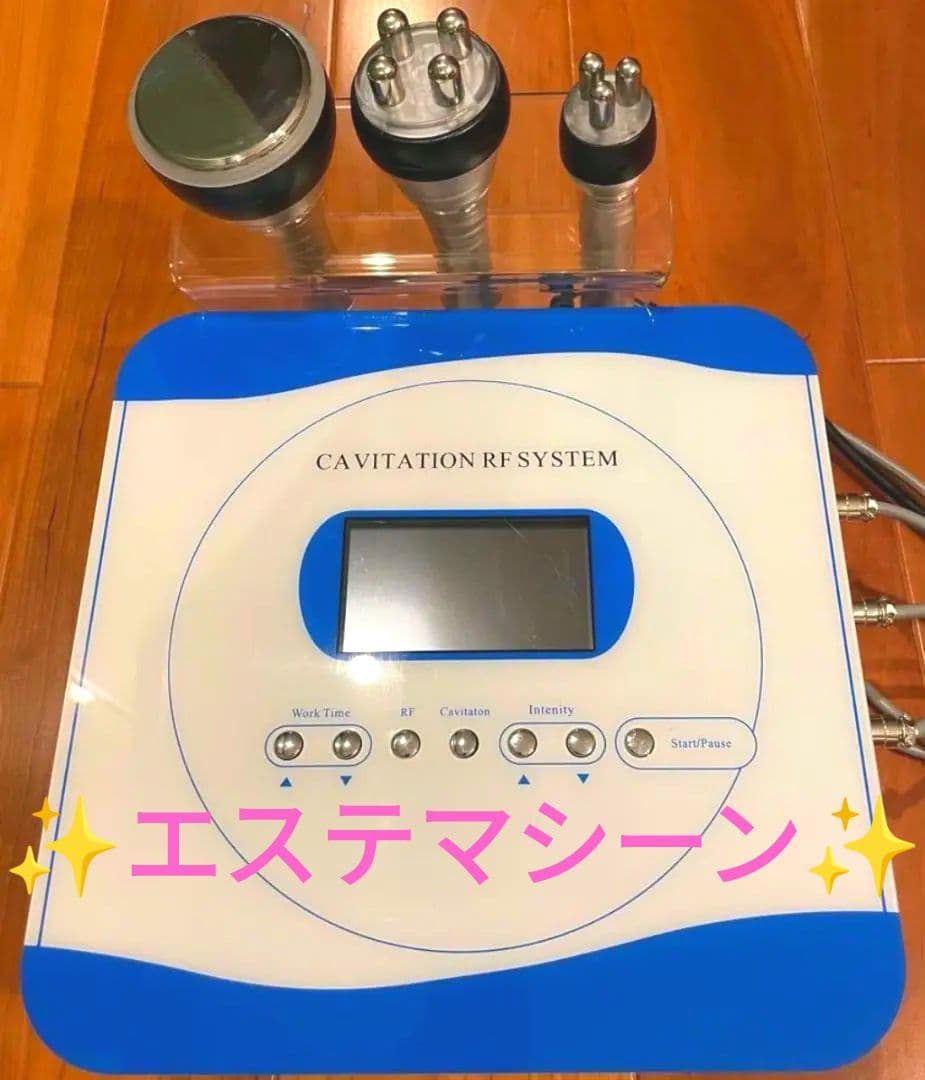 CAVITATION RF SYSTEM
Work Time RF Cavitaton Intenity
Start/Pause
✨エステマシーン✨